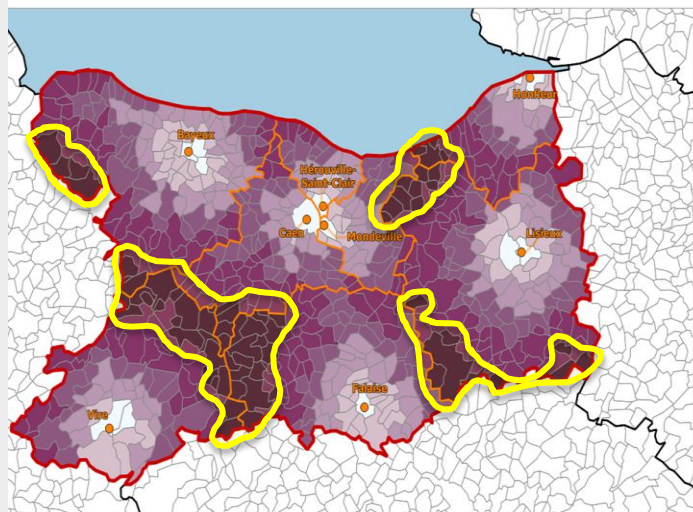 Honfleur
Bayeux
Hérouville-
Saint-Clair
Caen
Mondeville
Lisieux
Falaise
Vire